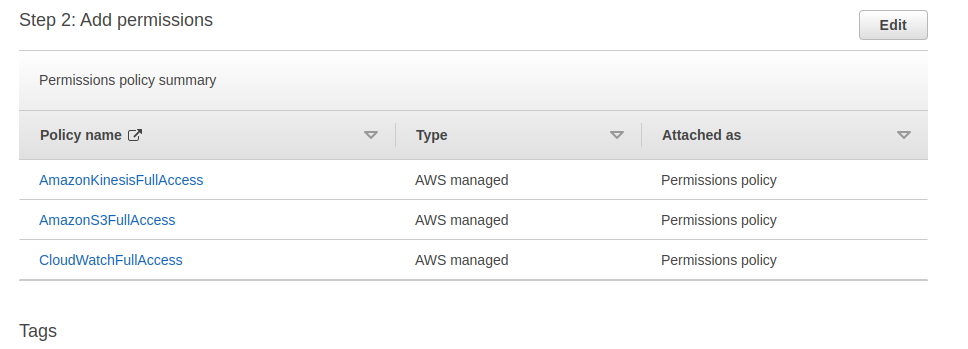 Step 2: Add permissions
Edit
Permissions policy summary
Policy name Type Attached as
AmazonKinesisFullAccess AWS managed Permissions policy
AmazonS3FullAccess AWS managed Permissions policy
CloudWatchFullAccess AWS managed Permissions policy
Tags